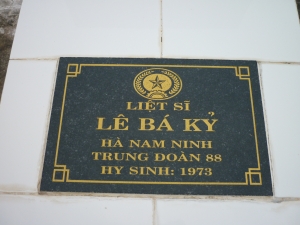 LIỆT SĨ
LÊ BÁ KỶ
HÀ NAM NINH
TRUNG ĐOÀN 88
HY SINH: 1973